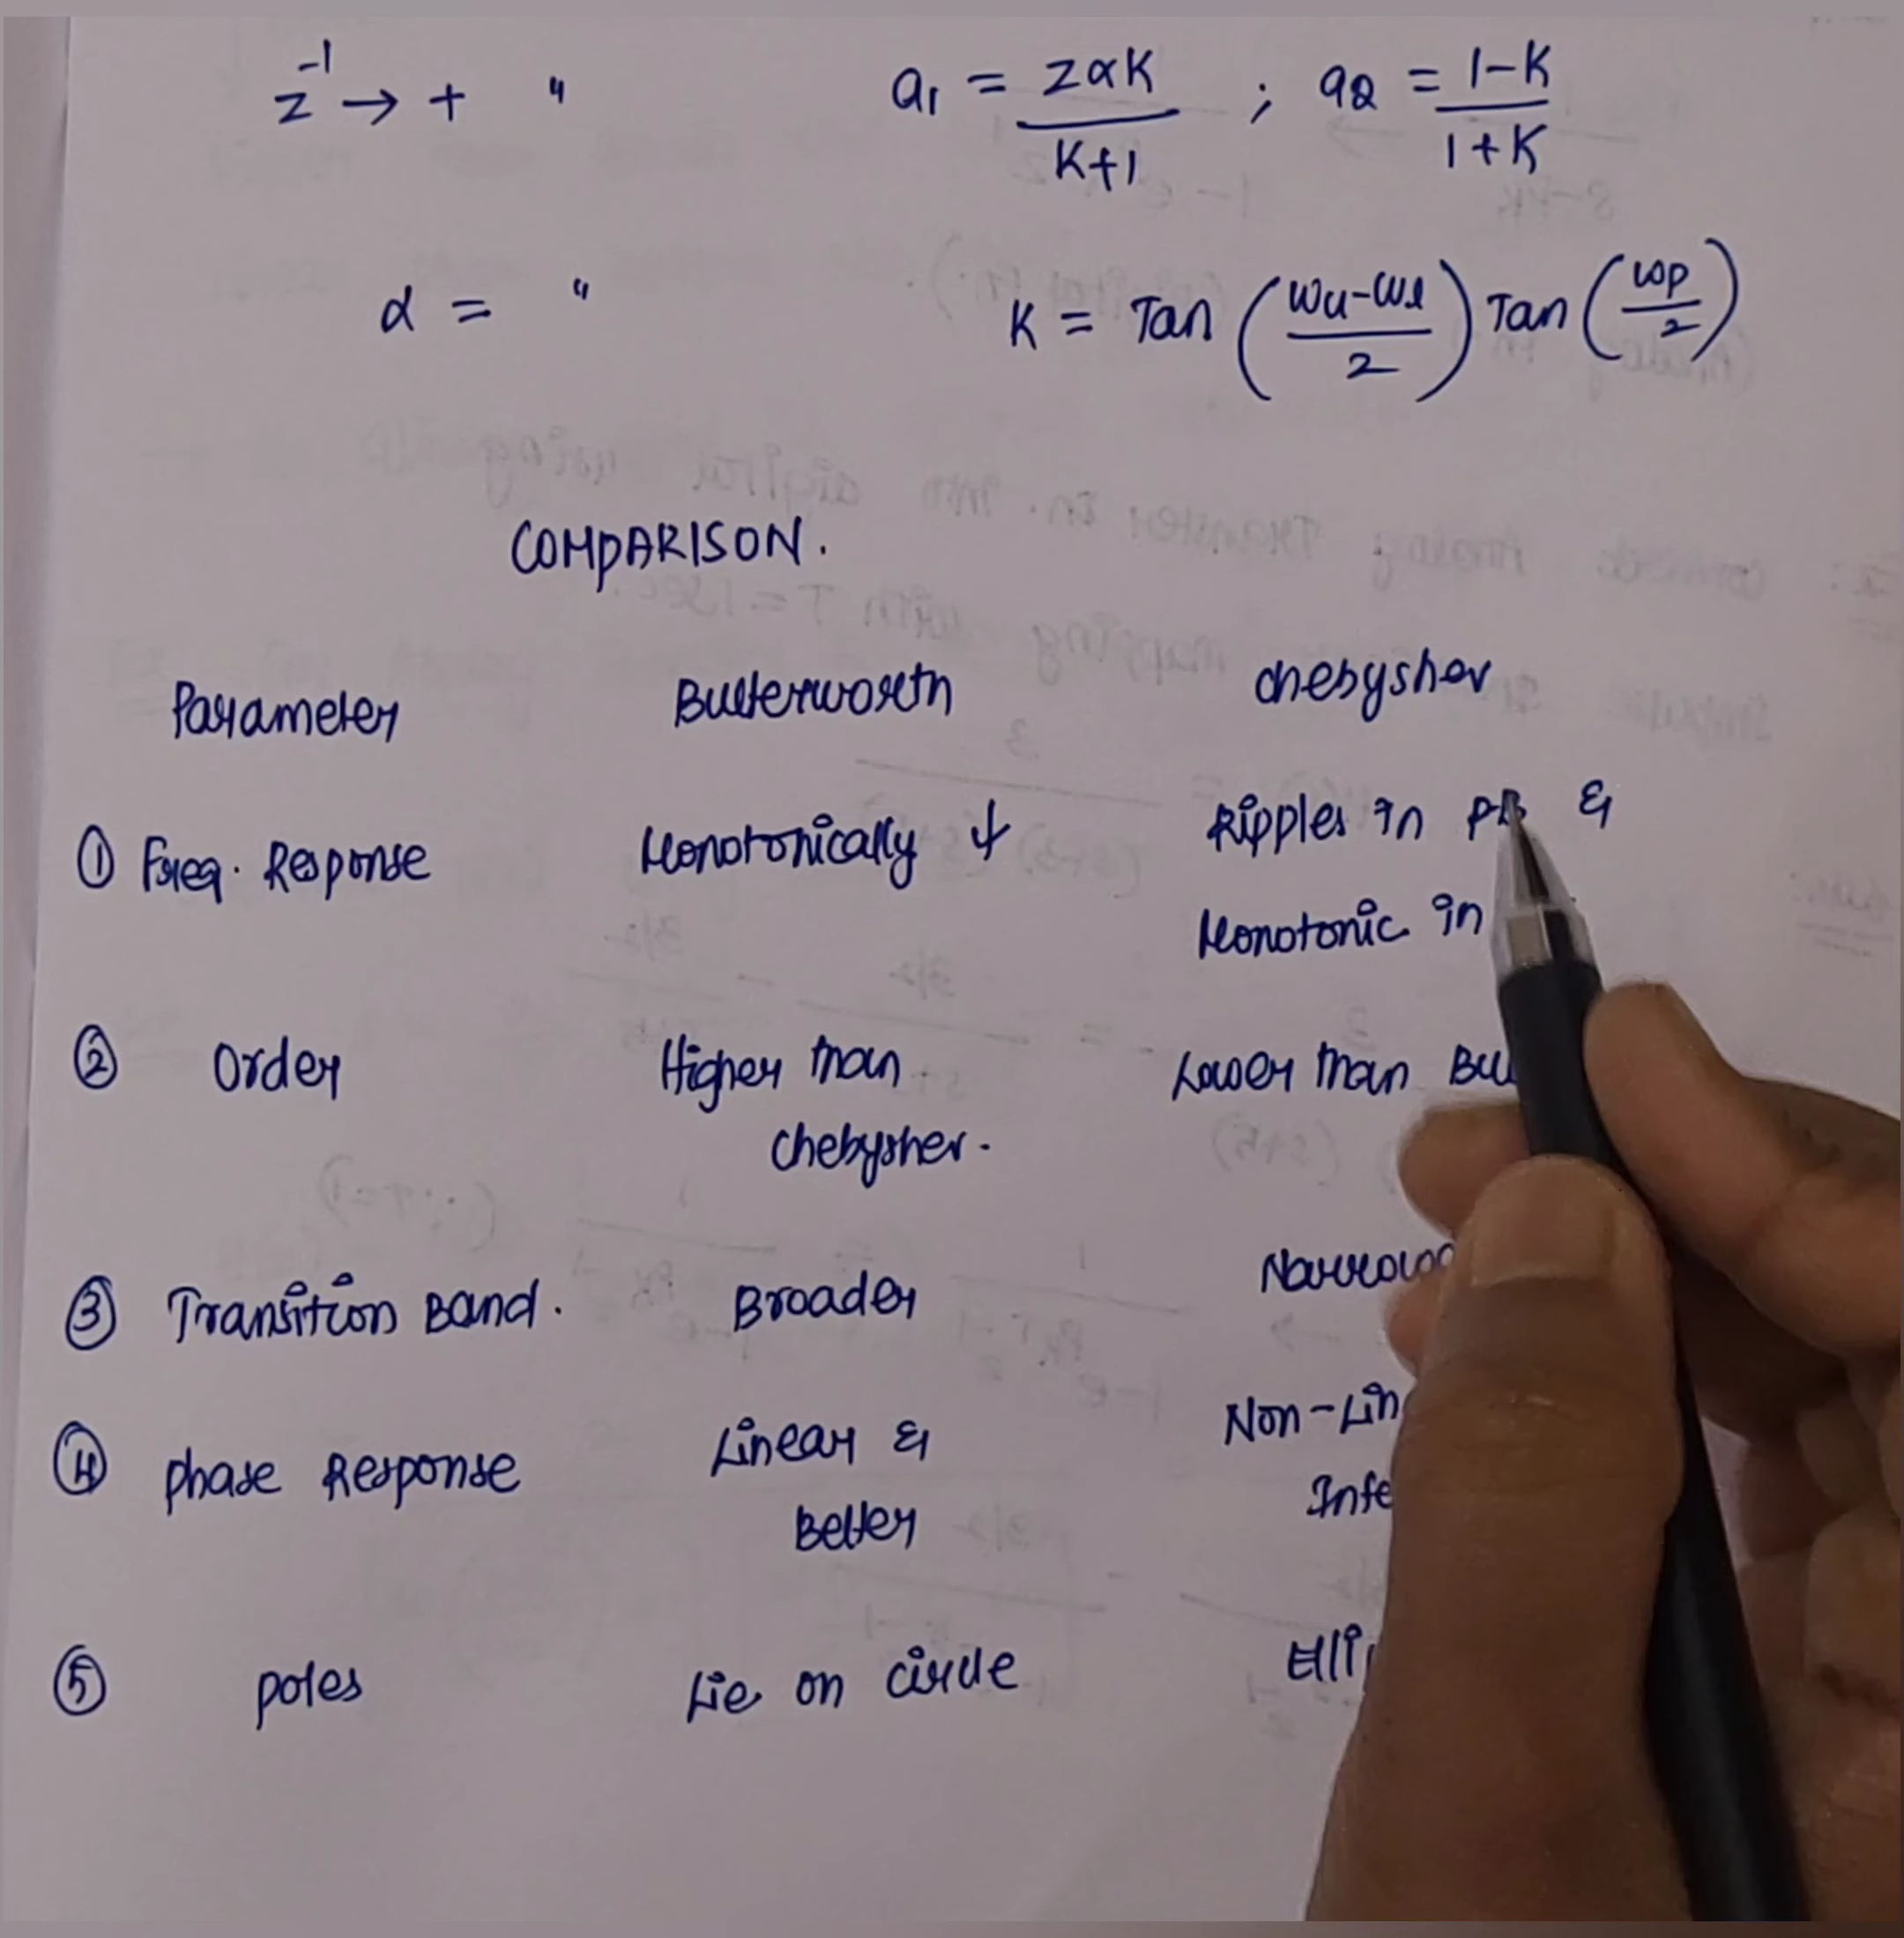 z⁻¹ → + " a1 = 2αK / K+1 ; a2 = 1-K / 1+K
α = " K = Tan (ωu-ωl / 2) Tan (ωp / 2)
COMPARISON.
Parameter Butterworth chebyshev
① Freq. Response Monotonically ↓ Ripples in PB &
Monotonic in
② Order Higher than Lower than
chebyshev.
③ Transition Band. Broader
④ phase Response Linear & Non-
Better
⑤ poles Lie on circle